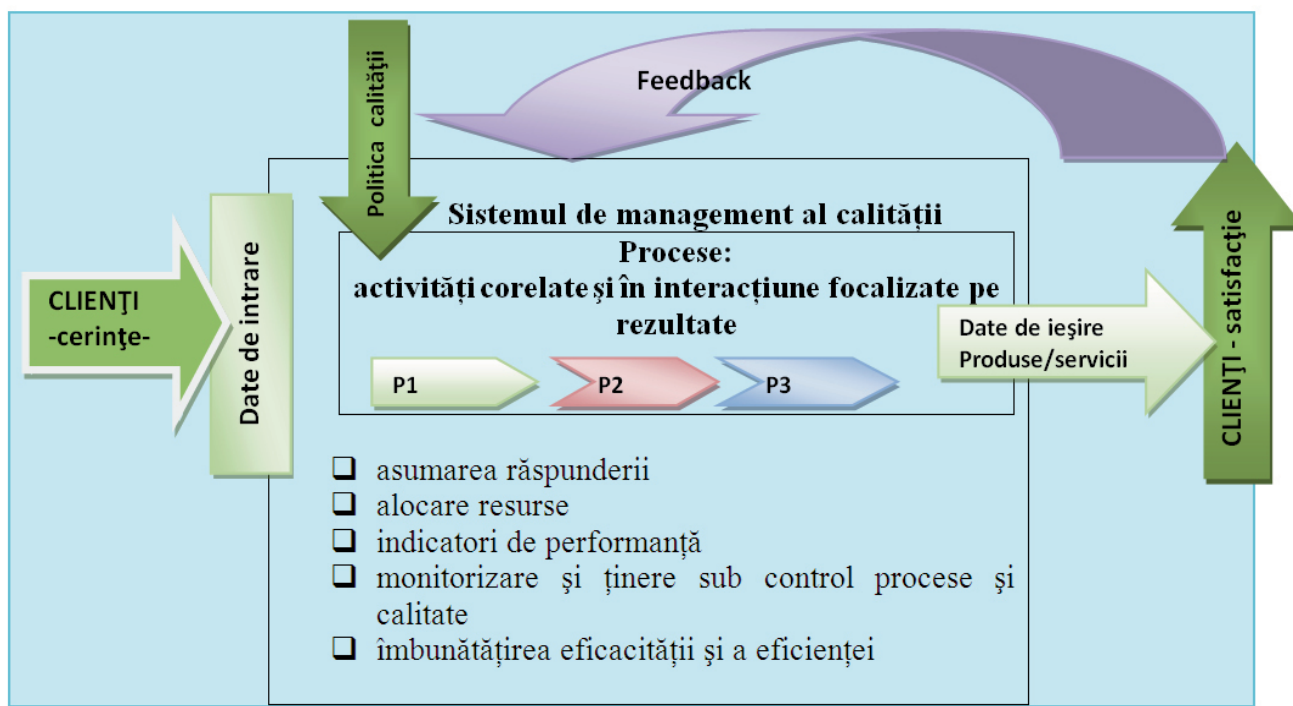 Feedback
Politica calităţii
Sistemul de management al calității
Procese:
activități corelate şi în interacțiune focalizate pe
rezultate
CLIENŢI
-cerinţe-
Date de intrare
P1
P2
P3
Date de ieşire
Produse/servicii
CLIENŢI - satisfacţie
❑ asumarea răspunderii
❑ alocare resurse
❑ indicatori de performanță
❑ monitorizare şi ținere sub control procese şi
calitate
❑ îmbunătățirea eficacității şi a eficienței